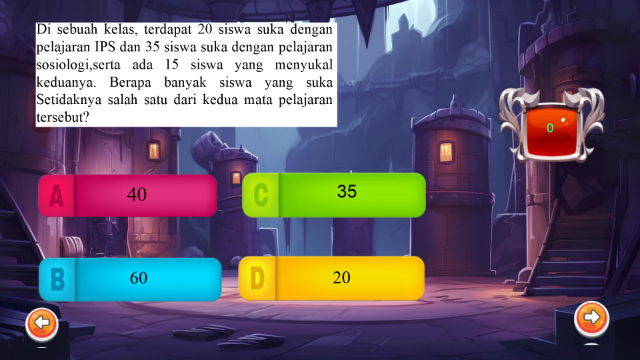 Di sebuah kelas, terdapat 20 siswa suka dengan
pelajaran IPS dan 35 siswa suka dengan pelajaran
sosiologi,serta ada 15 siswa yang menyukal
keduanya. Berapa banyak siswa yang suka
Setidaknya salah satu dari kedua mata pelajaran
tersebut?
0
A 40
C 35
B 60
D 20